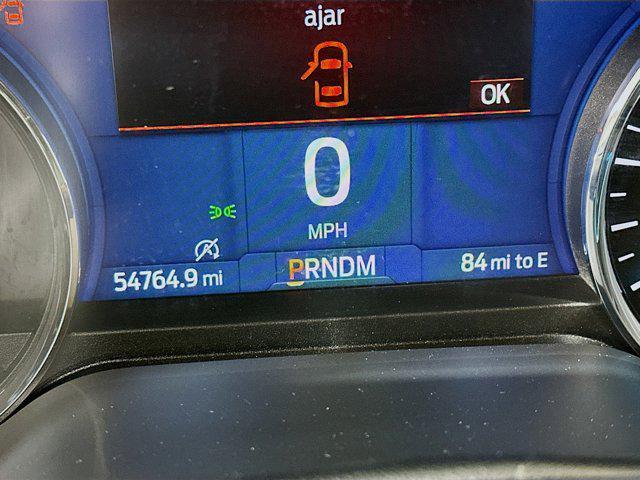 ajar
OK
0
MPH
54764.9 mi
PRNDM
84 mi to E